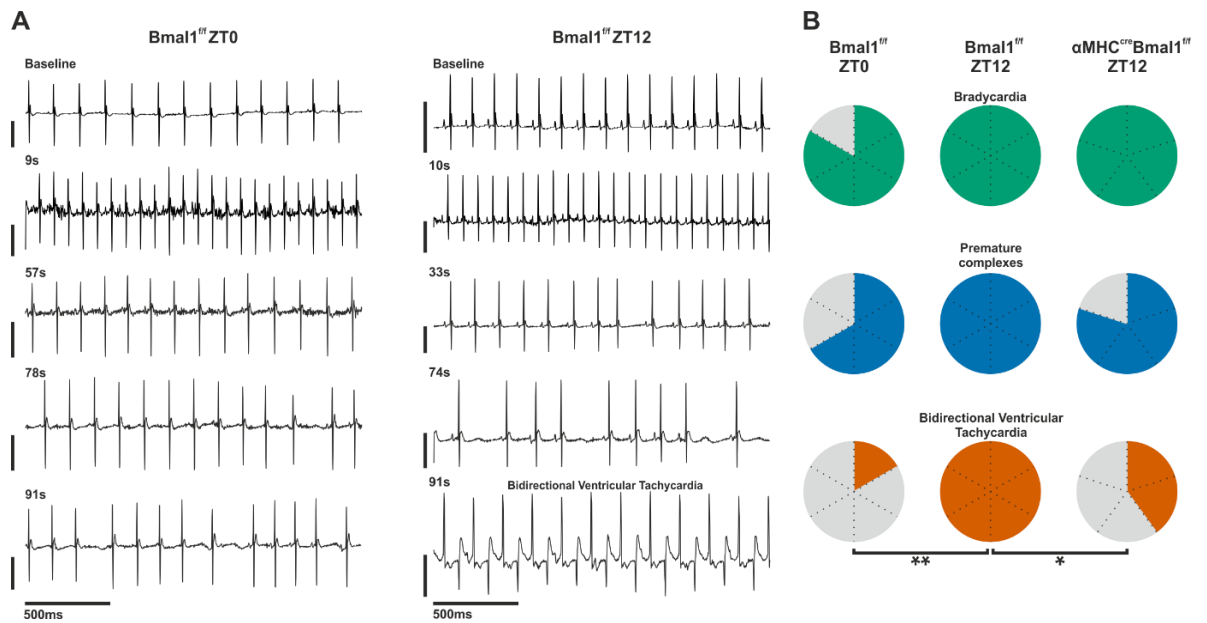 A
Bmal1f/f ZT0
Baseline
9s
57s
78s
91s
500ms
Bmal1f/f ZT12
Baseline
10s
33s
74s
91s
Bidirectional Ventricular Tachycardia
500ms
B
Bmal1f/f
ZT0
Bmal1f/f
ZT12
αMHCcreBmal1f/f
ZT12
Bradycardia
Premature
complexes
Bidirectional Ventricular
Tachycardia
**
*